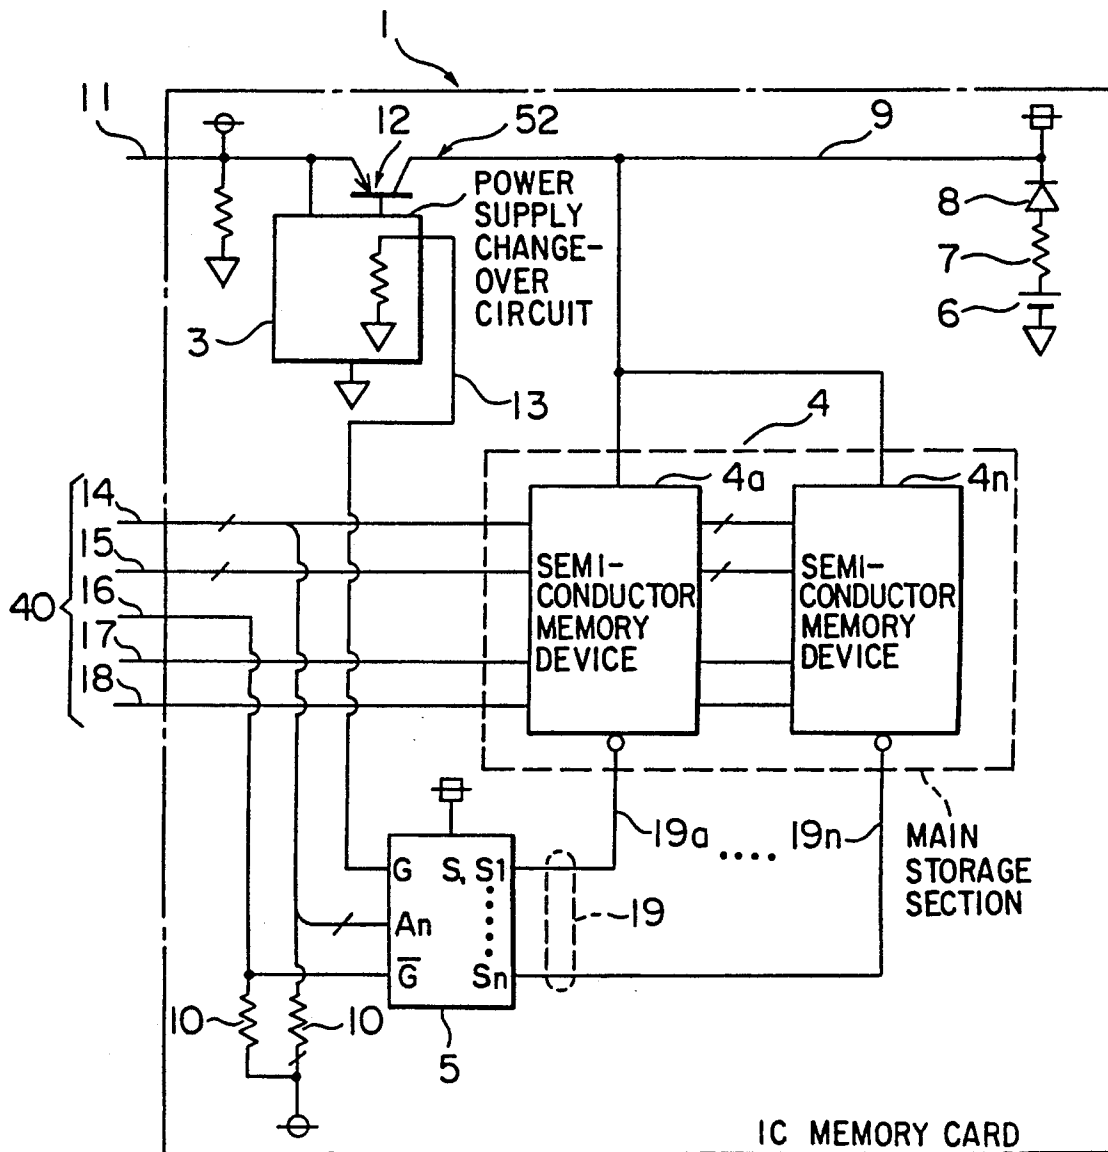 1
11
12
52
9
POWER
SUPPLY
CHANGE-
OVER
CIRCUIT
8
7
6
3
13
4
4a
4n
14
15
16
17
18
40
SEMI-
CONDUCTOR
MEMORY
DEVICE
SEMI-
CONDUCTOR
MEMORY
DEVICE
19a
....
19n
MAIN
STORAGE
SECTION
G
S, S1
An
G̅
Sn
19
10
10
5
IC MEMORY CARD